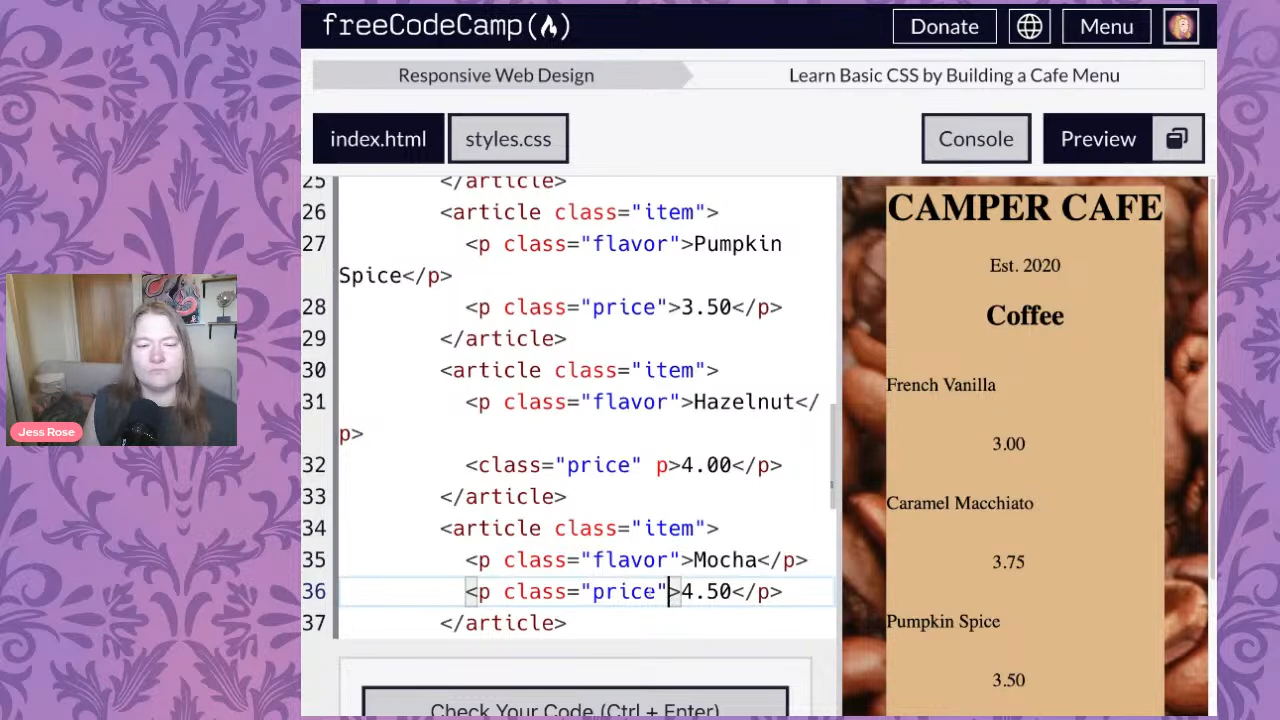 freeCodeCamp
Donate
Menu
Responsive Web Design
Learn Basic CSS by Building a Cafe Menu
index.html
styles.css
Console
Preview
25 </article>
26 <article class="item">
27 <p class="flavor">Pumpkin
Spice</p>
28 <p class="price">3.50</p>
29 </article>
30 <article class="item">
31 <p class="flavor">Hazelnut</
p>
32 <class="price" p>4.00</p>
33 </article>
34 <article class="item">
35 <p class="flavor">Mocha</p>
36 <p class="price">4.50</p>
37 </article>
Check Your Code (Ctrl + Enter)
CAMPER CAFE
Est. 2020
Coffee
French Vanilla
3.00
Caramel Macchiato
3.75
Pumpkin Spice
3.50
Jess Rose